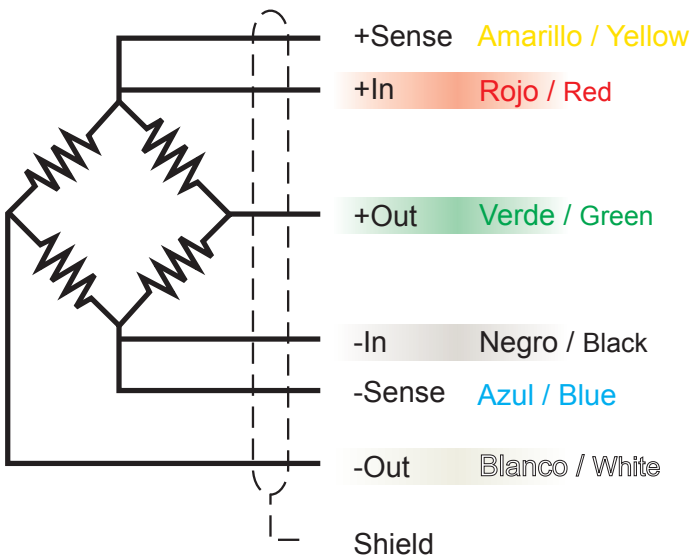 +Sense Amarillo / Yellow
+In Rojo / Red
+Out Verde / Green
-In Negro / Black
-Sense Azul / Blue
-Out Blanco / White
Shield